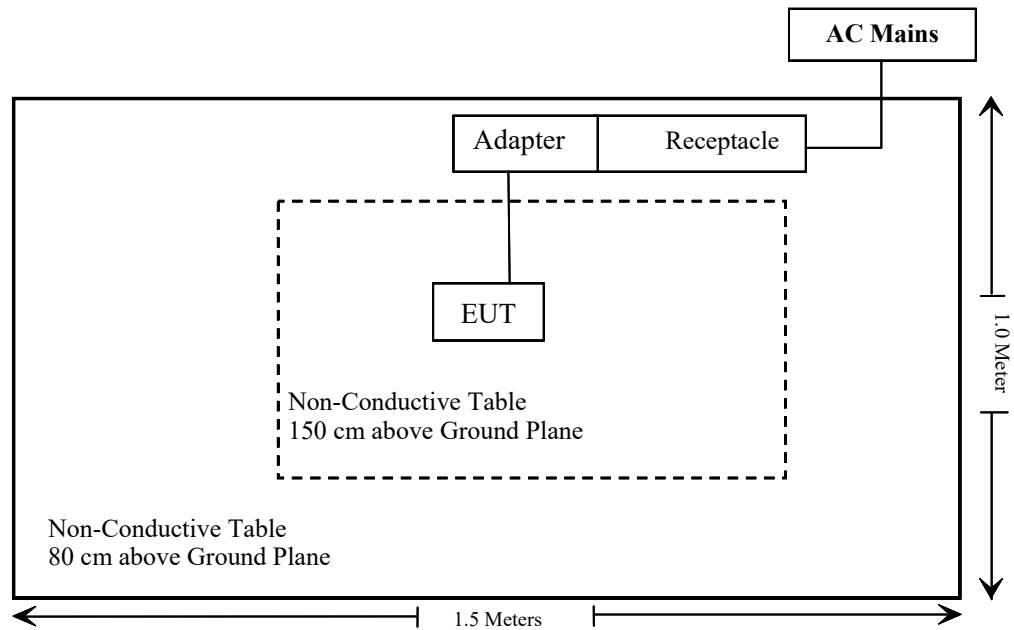 AC Mains
Adapter
Receptacle
EUT
Non-Conductive Table
150 cm above Ground Plane
1.0 Meter
Non-Conductive Table
80 cm above Ground Plane
1.5 Meters